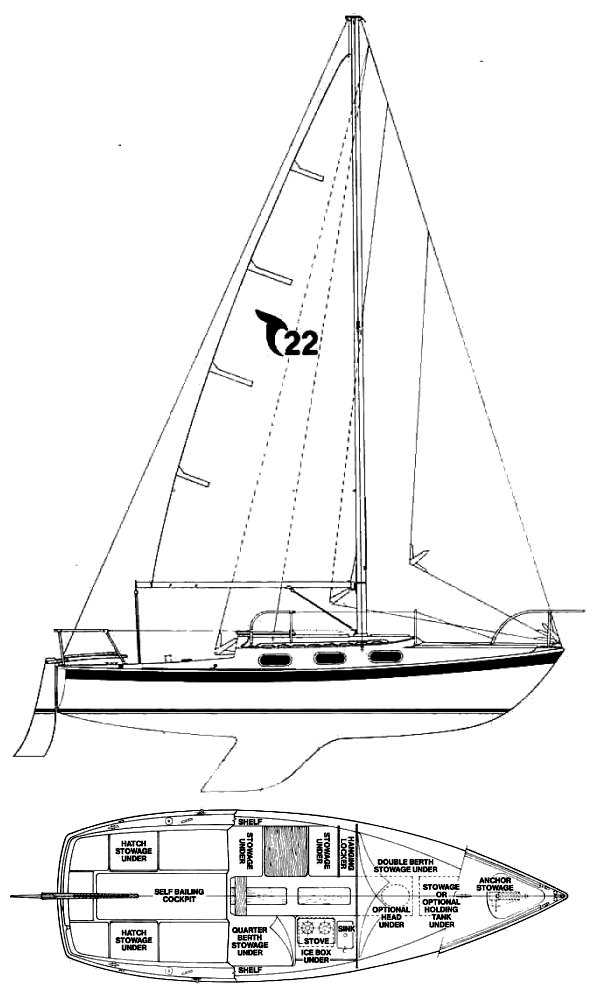 22
SHELF
HATCH
STOWAGE
UNDER
STOWAGE
UNDER
STOWAGE
UNDER
HANGING
LOCKER
DOUBLE BERTH
STOWAGE UNDER
SELF BAILING
COCKPIT
OPTIONAL
HEAD
UNDER
STOWAGE
OR
OPTIONAL
HOLDING
TANK
UNDER
ANCHOR
STOWAGE
HATCH
STOWAGE
UNDER
QUARTER
BERTH
STOWAGE
UNDER
STOVE
SINK
ICE BOX
UNDER
SHELF